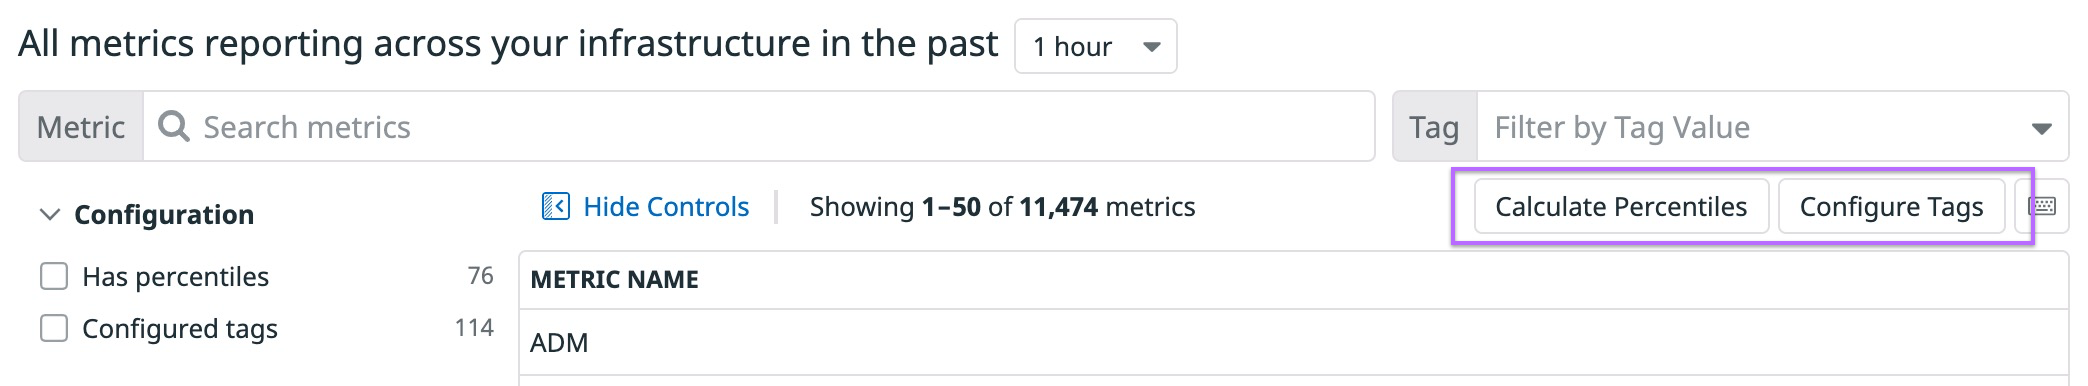 All metrics reporting across your infrastructure in the past 1 hour
Metric Search metrics Tag Filter by Tag Value
Configuration Hide Controls Showing 1–50 of 11,474 metrics Calculate Percentiles Configure Tags
Has percentiles 76
Configured tags 114
METRIC NAME
ADM